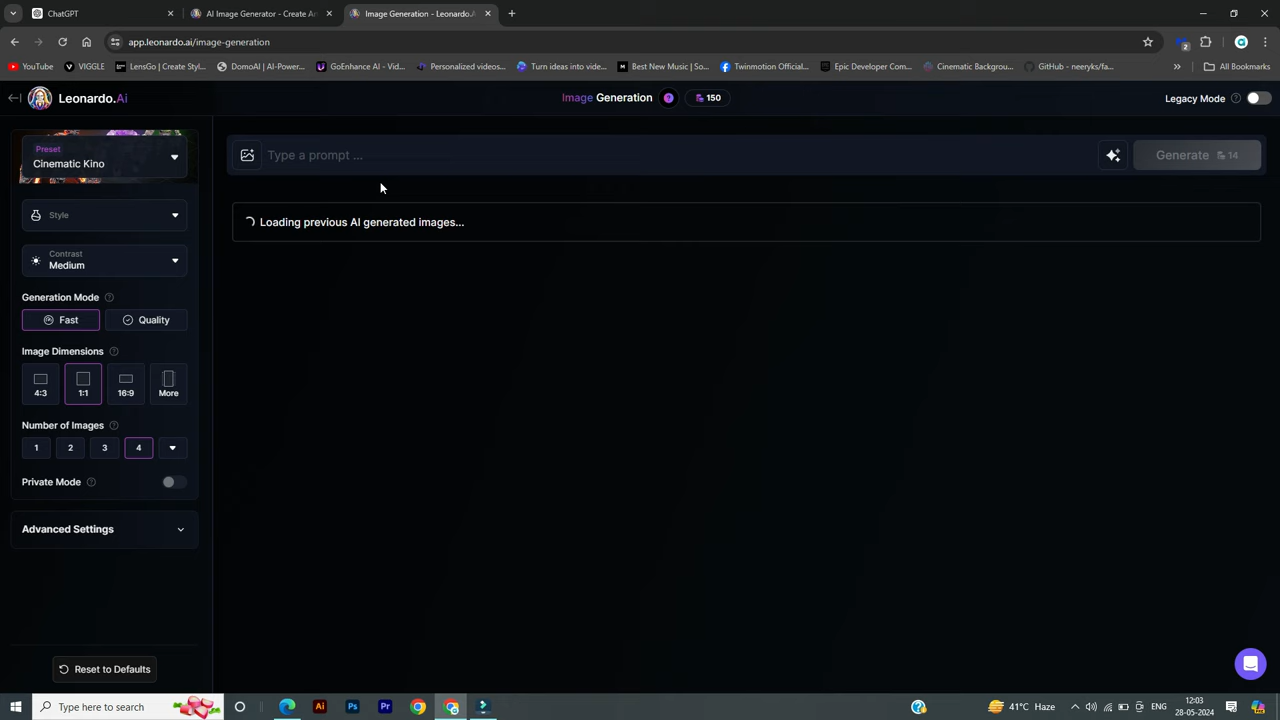 ChatGPT
AI Image Generator - Create Ar
Image Generation - Leonardo.A
app.leonardo.ai/image-generation
2
YouTube
VIGGLE
LensGo | Create Styl...
DomoAI | AI-Power...
GoEnhance AI - Vid...
Personalized videos...
Turn ideas into vide...
Best New Music | So...
Twinmotion Official...
Epic Developer Com...
Cinematic Backgrou...
GitHub - neeryks/fa...
All Bookmarks
Leonardo.Ai
Image Generation
150
Legacy Mode
Preset
Cinematic Kino
Type a prompt ...
Generate 14
Style
Loading previous AI generated images...
Contrast
Medium
Generation Mode
Fast
Quality
Image Dimensions
4:3
1:1
16:9
More
Number of Images
1
2
3
4
Private Mode
Advanced Settings
Reset to Defaults
Type here to search
Ai
Ps
Pr
41°C Haze
ENG
12:03
28-05-2024